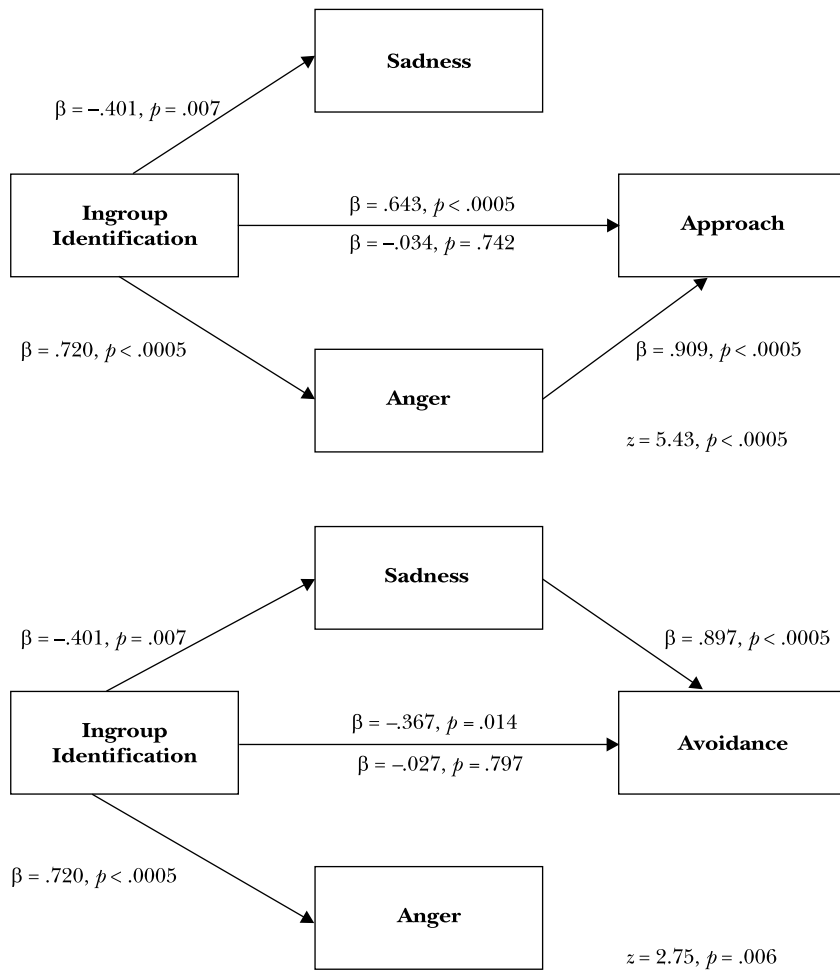 Sadness
β = –.401, p = .007
Ingroup
Identification
β = .643, p < .0005
β = –.034, p = .742
Approach
β = .720, p < .0005
Anger
β = .909, p < .0005
z = 5.43, p < .0005
Sadness
β = –.401, p = .007
β = .897, p < .0005
Ingroup
Identification
β = –.367, p = .014
β = –.027, p = .797
Avoidance
β = .720, p < .0005
Anger
z = 2.75, p = .006